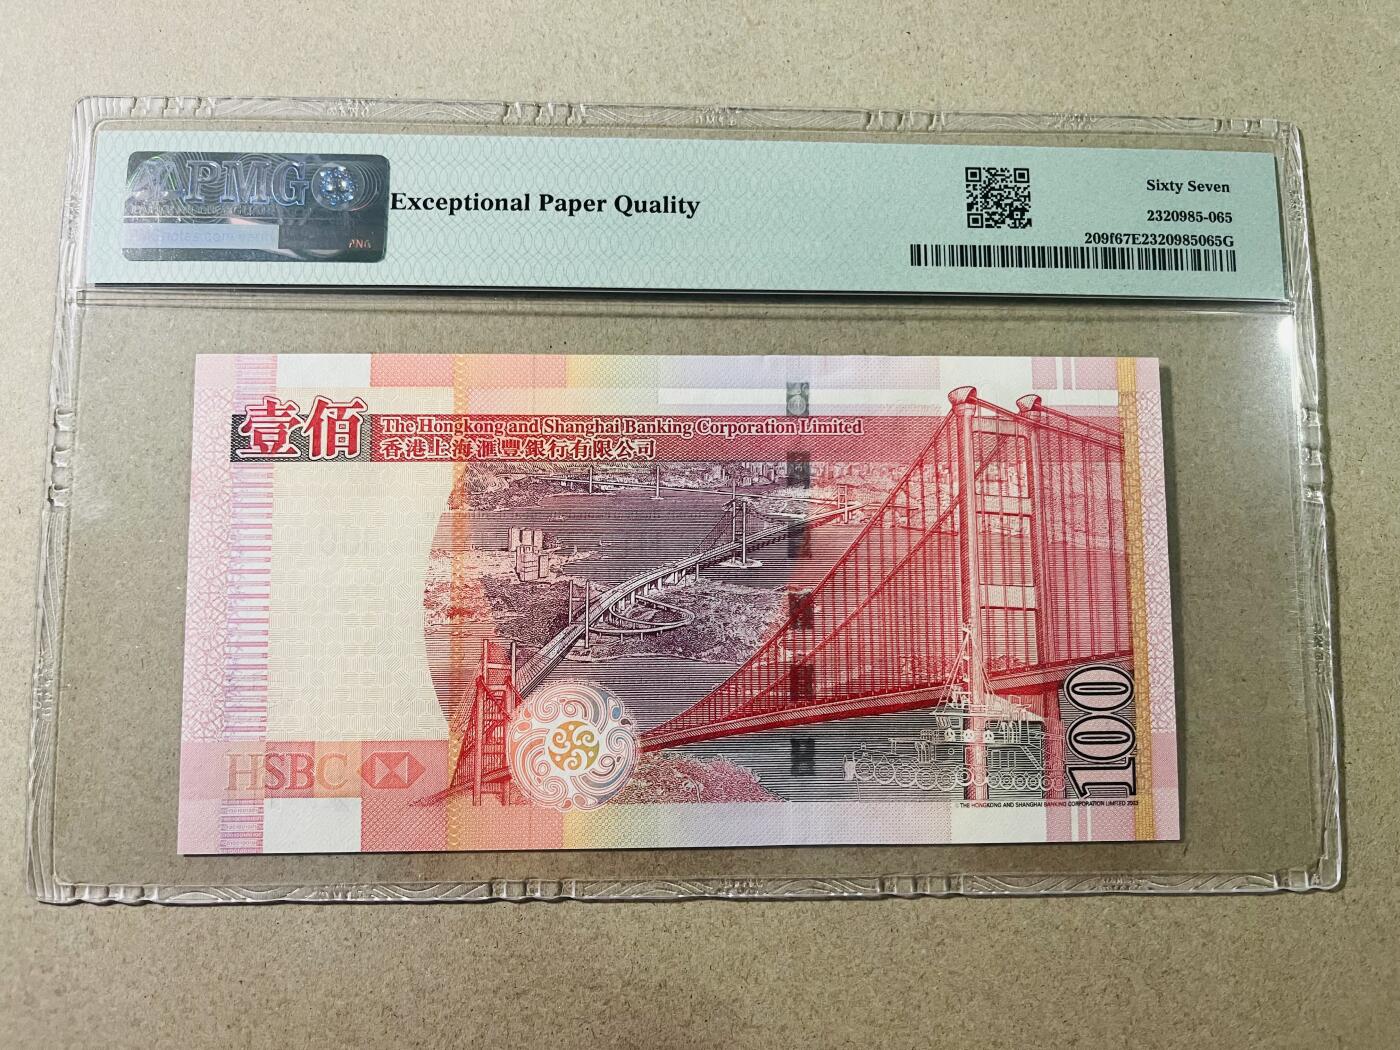 PMG
PMG
Exceptional Paper Quality
Sixty Seven
2320985-065
209f67E2320985065G
壹佰
The Hongkong and Shanghai Banking Corporation Limited
香港上海滙豐銀行有限公司
HSBC
100
© THE HONGKONG AND SHANGHAI BANKING CORPORATION LIMITED 2003